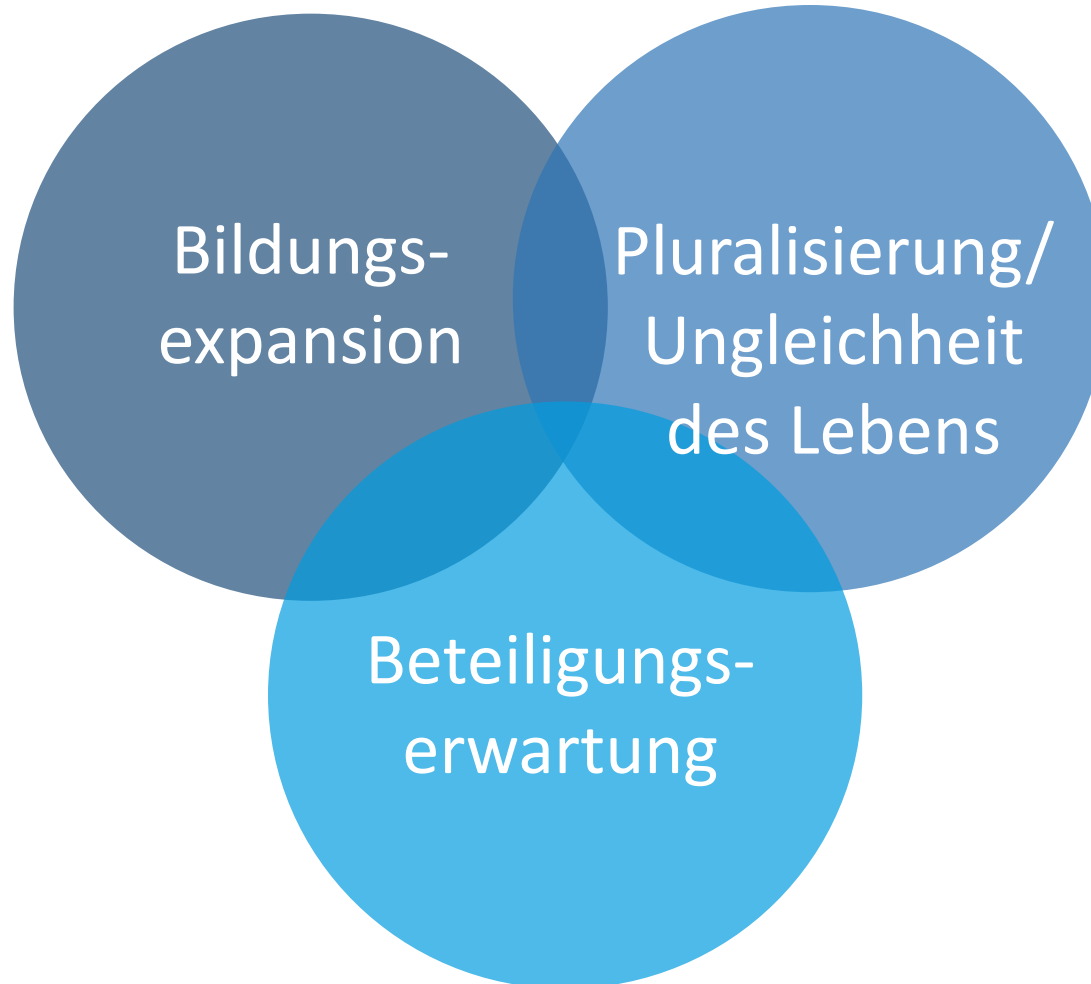 Bildungs-
expansion
Pluralisierung/
Ungleichheit
des Lebens
Beteiligungs-
erwartung